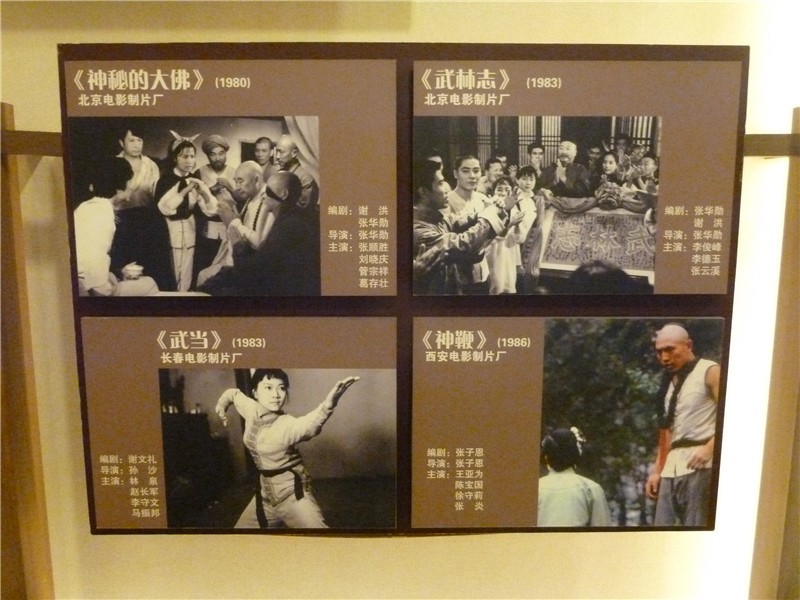 《神秘的大佛》 (1980)
北京电影制片厂
编剧：谢 洪
张华勋
导演：张华勋
主演：张顺胜
刘晓庆
管宗祥
葛存壮
《武林志》 (1983)
北京电影制片厂
编剧：张华勋
谢 洪
导演：张华勋
主演：李俊峰
李德玉
张云溪
武林志
《武当》 (1983)
长春电影制片厂
编剧：谢文礼
导演：孙 沙
主演：林 泉
赵长军
李守文
马振邦
《神鞭》 (1986)
西安电影制片厂
编剧：张子恩
导演：张子恩
主演：王亚为
陈宝国
徐守莉
张 炎